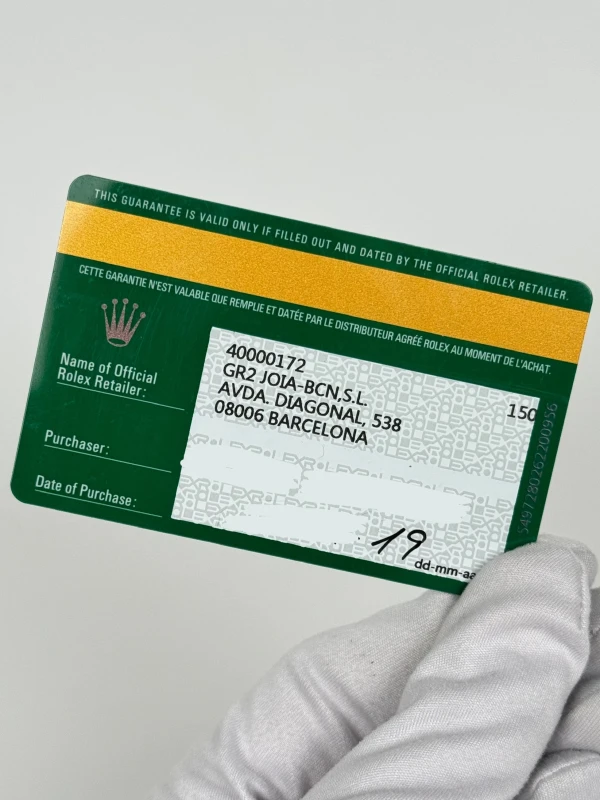 THIS GUARANTEE IS VALID ONLY IF FILLED OUT AND DATED BY THE OFFICIAL ROLEX RETAILER.
CETTE GARANTIE N'EST VALABLE QUE REMPLIE ET DATÉE PAR LE DISTRIBUTEUR AGRÉÉ ROLEX AU MOMENT DE L'ACHAT.
Name of Official
Rolex Retailer:
40000172
GR2 JOIA-BCN,S.L.
AVDA. DIAGONAL, 538
08006 BARCELONA
150
Purchaser:
Date of Purchase:
19
dd-mm-aa
5497280262200956